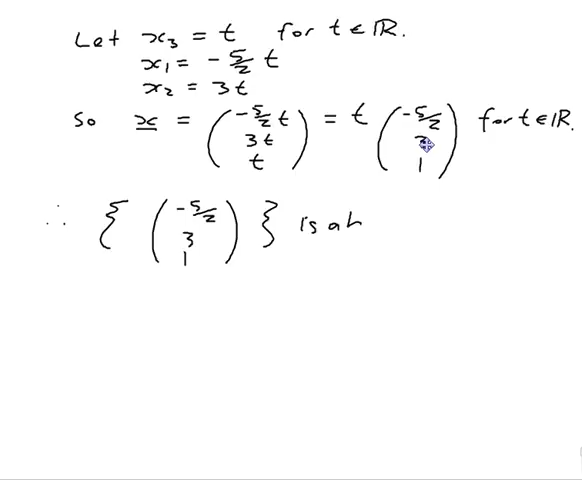 Let x₃ = t for t ∈ ℝ.
x₁ = -5/2 t
x₂ = 3t
So x = (-5/2 t, 3t, t) = t (-5/2, 3, 1) for t ∈ ℝ.
∴ { (-5/2, 3, 1) } is a